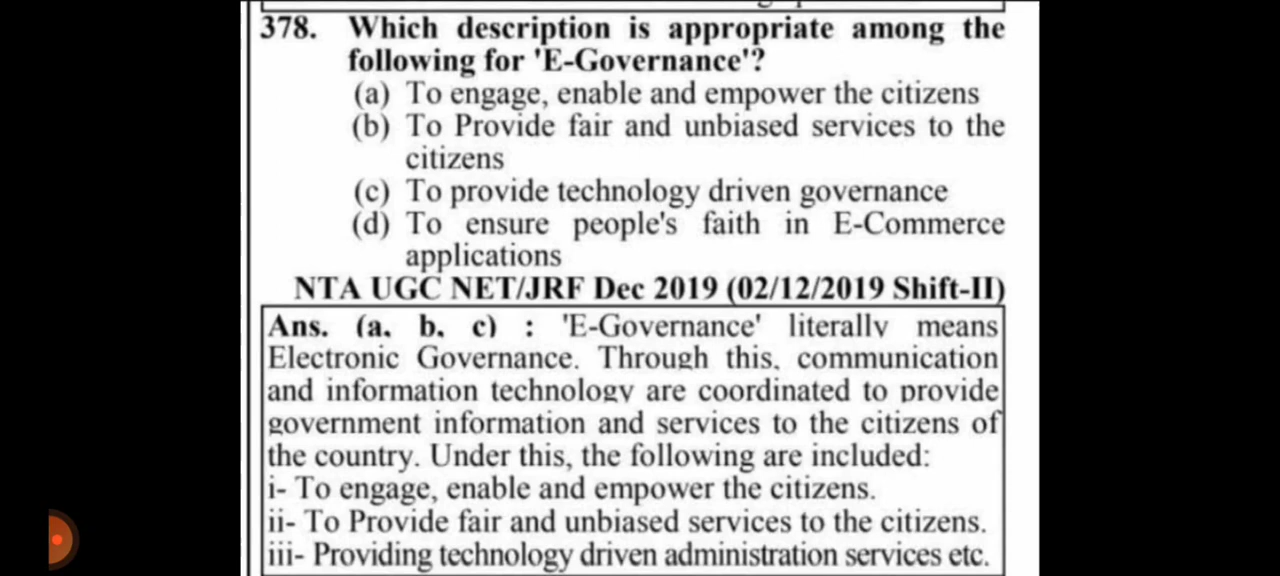 378. Which description is appropriate among the
following for 'E-Governance'?
(a) To engage, enable and empower the citizens
(b) To Provide fair and unbiased services to the
citizens
(c) To provide technology driven governance
(d) To ensure people's faith in E-Commerce
applications
NTA UGC NET/JRF Dec 2019 (02/12/2019 Shift-II)
Ans. (a, b, c) : 'E-Governance' literally means
Electronic Governance. Through this, communication
and information technology are coordinated to provide
government information and services to the citizens of
the country. Under this, the following are included:
i- To engage, enable and empower the citizens.
ii- To Provide fair and unbiased services to the citizens.
iii- Providing technology driven administration services etc.